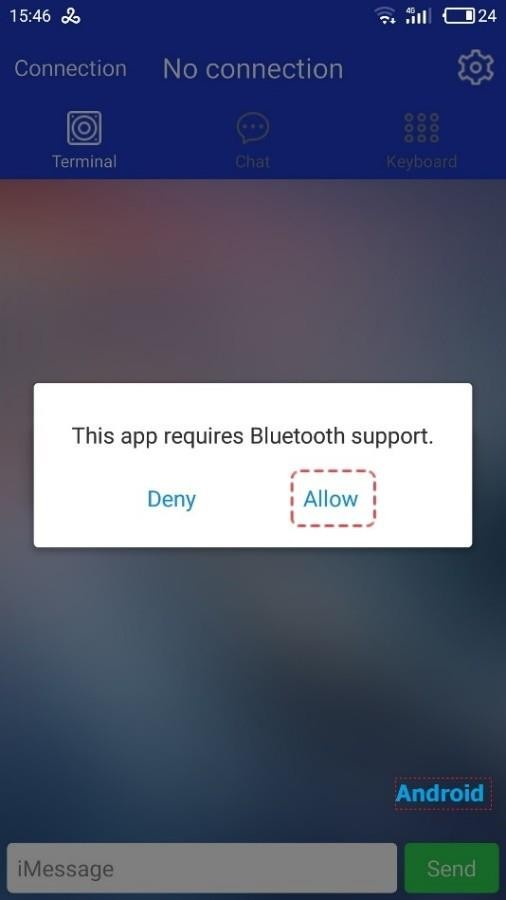 15:46 4G 24
Connection No connection
Terminal Chat Keyboard
This app requires Bluetooth support.
Deny Allow
Android
iMessage Send